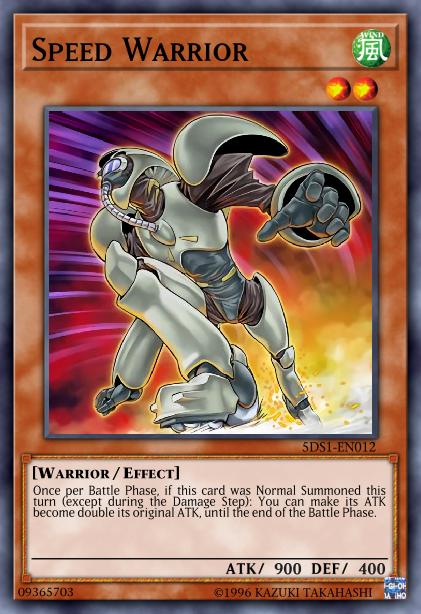 SPEED WARRIOR
WIND
風
5DS1-EN012
[WARRIOR / EFFECT]
Once per Battle Phase, if this card was Normal Summoned this
turn (except during the Damage Step): You can make its ATK
become double its original ATK, until the end of the Battle Phase.
ATK/ 900 DEF/ 400
09365703
©1996 KAZUKI TAKAHASHI